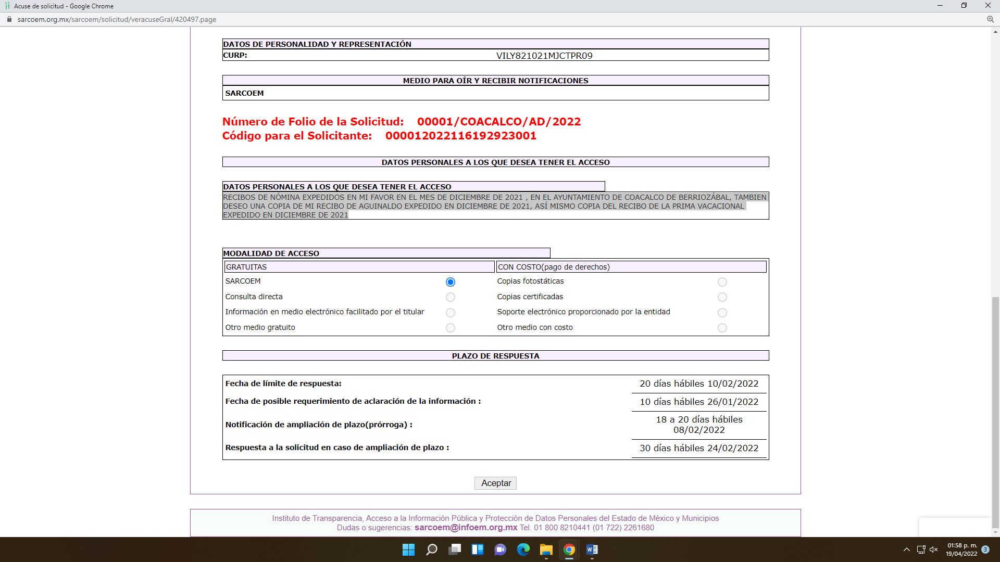 Acuse de solicitud - Google Chrome
sarcoem.org.mx/sarcoem/solicitud/veracuseGral/420497.page
DATOS DE PERSONALIDAD Y REPRESENTACIÓN
CURP: VILY821021MJCTPR09
MEDIO PARA OÍR Y RECIBIR NOTIFICACIONES
SARCOEM
Número de Folio de la Solicitud: 00001/COACALCO/AD/2022
Código para el Solicitante: 000012022116192923001
DATOS PERSONALES A LOS QUE DESEA TENER EL ACCESO
DATOS PERSONALES A LOS QUE DESEA TENER EL ACCESO
RECIBOS DE NÓMINA EXPEDIDOS EN MI FAVOR EN EL MES DE DICIEMBRE DE 2021 , EN EL AYUNTAMIENTO DE COACALCO DE BERRIOZÁBAL, TAMBIEN
DESEO UNA COPIA DE MI RECIBO DE AGUINALDO EXPEDIDO EN DICIEMBRE DE 2021, ASÍ MISMO COPIA DEL RECIBO DE LA PRIMA VACACIONAL
EXPEDIDO EN DICIEMBRE DE 2021
MODALIDAD DE ACCESO
GRATUITAS CON COSTO(pago de derechos)
SARCOEM Copias fotostáticas
Consulta directa Copias certificadas
Información en medio electrónico facilitado por el titular Soporte electrónico proporcionado por la entidad
Otro medio gratuito Otro medio con costo
PLAZO DE RESPUESTA
Fecha de límite de respuesta: 20 días hábiles 10/02/2022
Fecha de posible requerimiento de aclaración de la información : 10 días hábiles 26/01/2022
Notificación de ampliación de plazo(prórroga) : 18 a 20 días hábiles
08/02/2022
Respuesta a la solicitud en caso de ampliación de plazo : 30 días hábiles 24/02/2022
Aceptar
Instituto de Transparencia, Acceso a la Información Pública y Protección de Datos Personales del Estado de México y Municipios
Dudas o sugerencias: sarcoem@infoem.org.mx Tel. 01 800 8210441 (01 722) 2261680
01:58 p. m.
19/04/2022
3